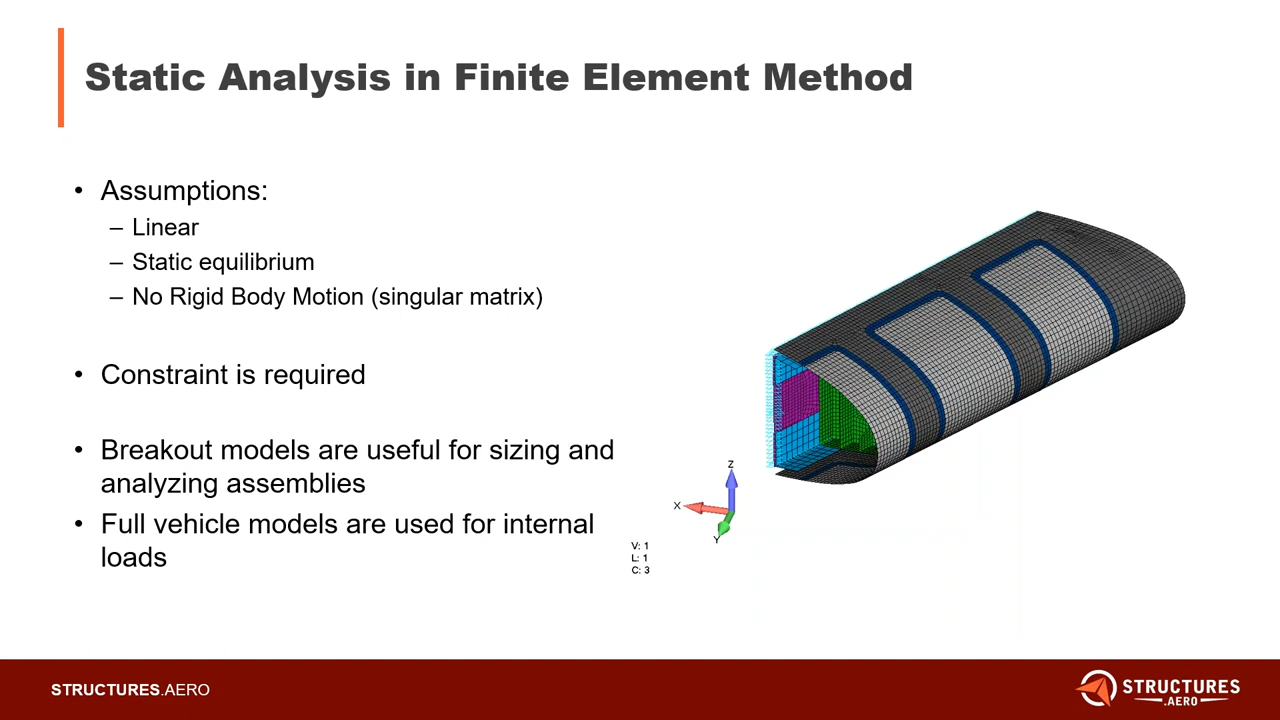 Static Analysis in Finite Element Method
• Assumptions:
– Linear
– Static equilibrium
– No Rigid Body Motion (singular matrix)
• Constraint is required
• Breakout models are useful for sizing and
analyzing assemblies
• Full vehicle models are used for internal
loads
Z
X
Y
V: 1
L: 1
C: 3
STRUCTURES.AERO
STRUCTURES
.AERO